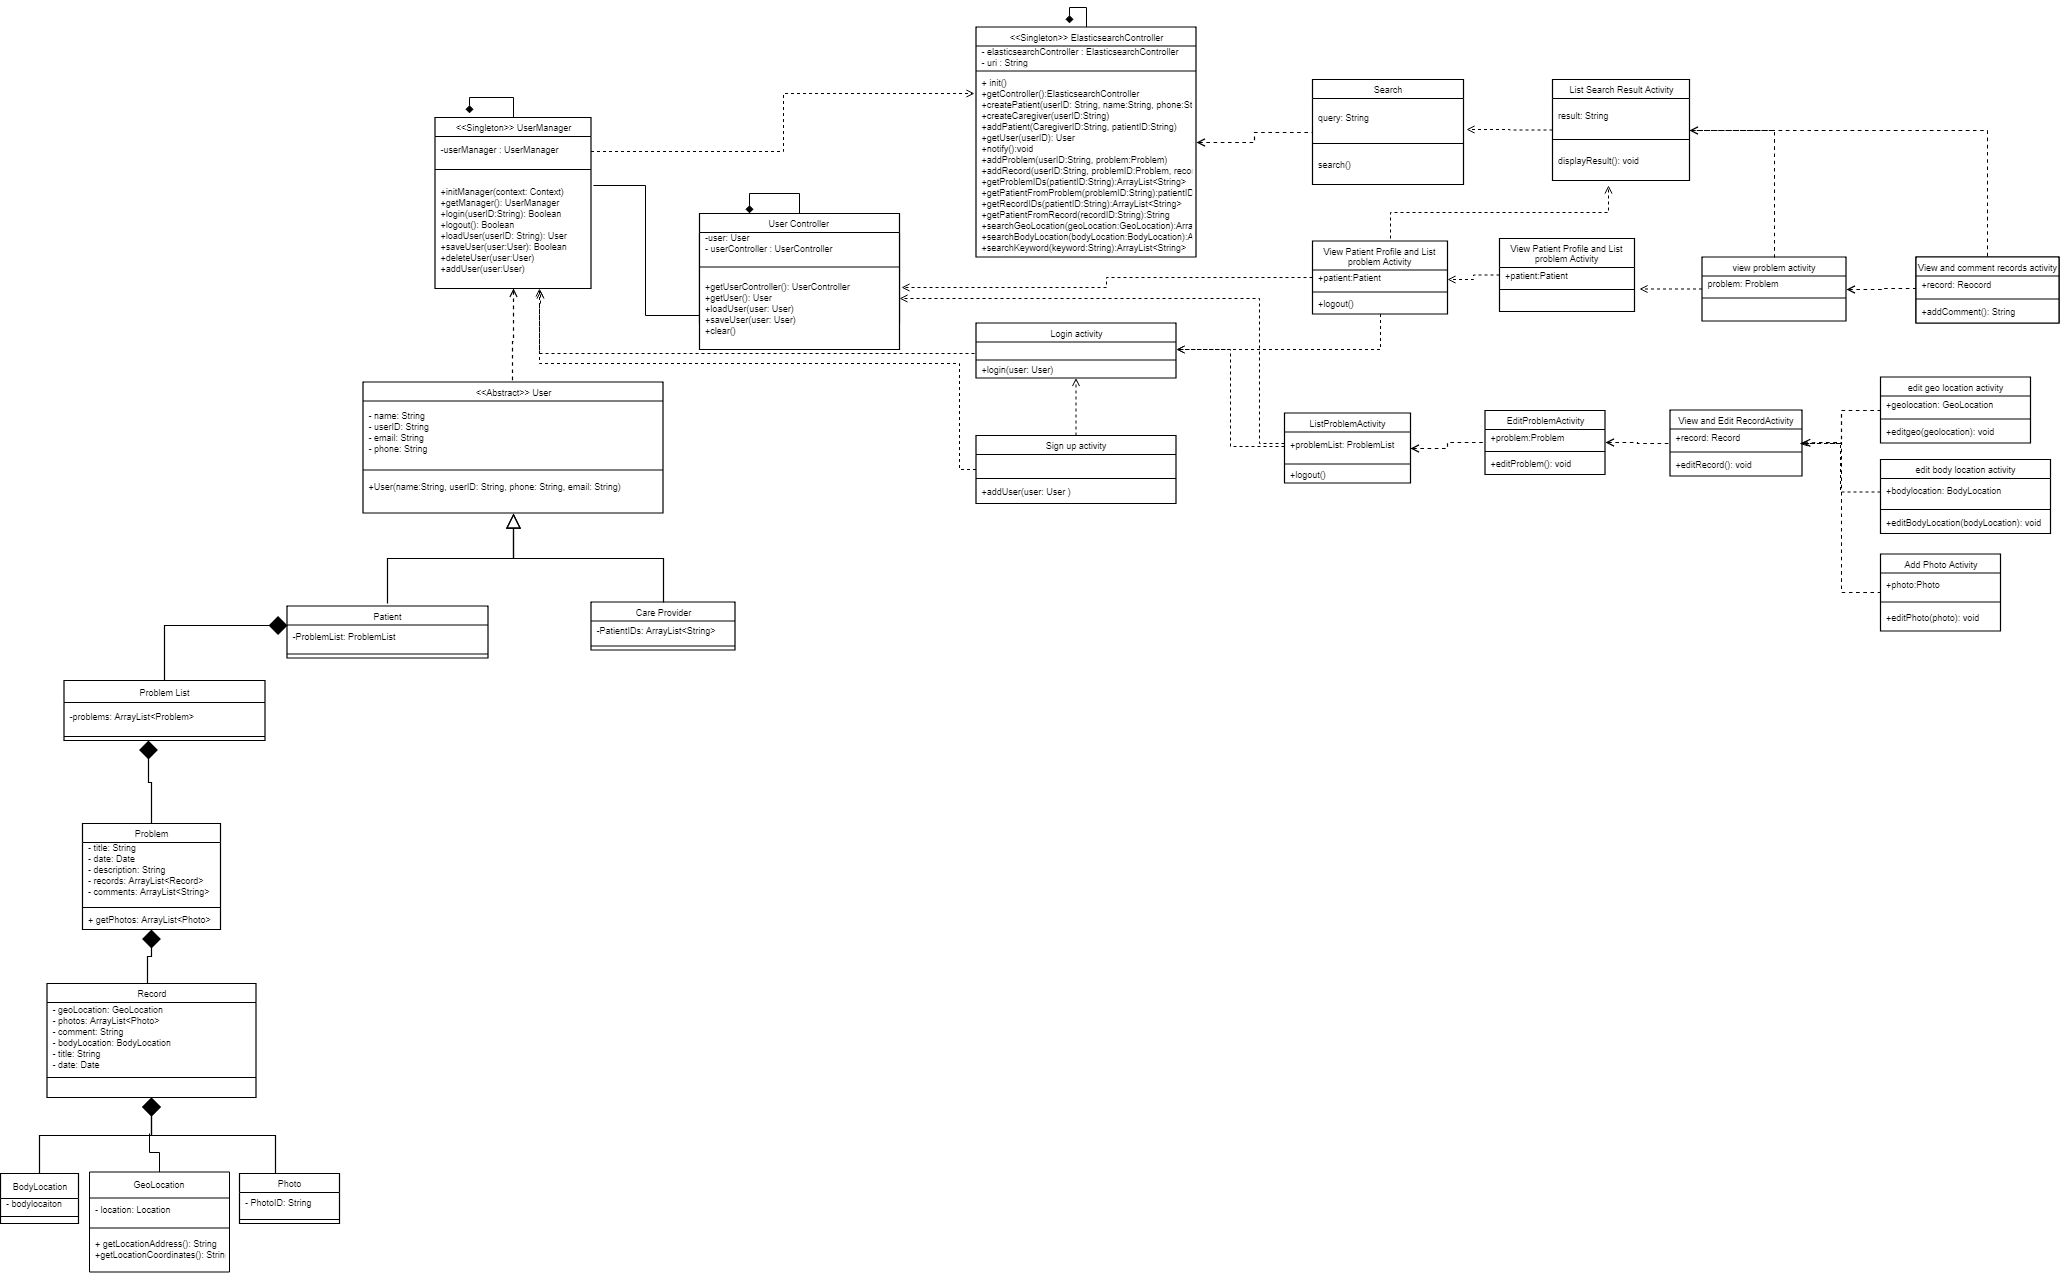 <<Singleton>> ElasticsearchController
- elasticsearchController : ElasticsearchController
- uri : String
+ init()
+getController():ElasticsearchController
+createPatient(userID: String, name:String, phone:St
+createCaregiver(userID:String)
+addPatient(CaregiverID:String, patientID:String)
+getUser(userID): User
+notify():void
+addProblem(userID:String, problem:Problem)
+addRecord(userID:String, problemID:Problem, reco
+getProblemIDs(patientID:String):ArrayList<String>
+getPatientFromProblem(problemID:String):patientID
+getRecordIDs(patientID:String):ArrayList<String>
+getPatientFromRecord(recordID:String):String
+searchGeoLocation(geoLocation:GeoLocation):Arra
+searchBodyLocation(bodyLocation:BodyLocation):A
+searchKeyword(keyword:String):ArrayList<String>
Search
query: String
search()
List Search Result Activity
result: String
displayResult(): void
<<Singleton>> UserManager
-userManager : UserManager
+initManager(context: Context)
+getManager(): UserManager
+login(userID:String): Boolean
+logout(): Boolean
+loadUser(userID: String): User
+saveUser(user:User): Boolean
+deleteUser(user:User)
+addUser(user:User)
User Controller
-user: User
- userController : UserController
+getUserController(): UserController
+getUser(): User
+loadUser(user: User)
+saveUser(user: User)
+clear()
View Patient Profile and List
problem Activity
+patient:Patient
+logout()
View Patient Profile and List
problem Activity
+patient:Patient
view problem activity
problem: Problem
View and comment records activity
+record: Reocord
+addComment(): String
Login activity
+login(user: User)
<<Abstract>> User
- name: String
- userID: String
- email: String
- phone: String
+User(name:String, userID: String, phone: String, email: String)
Sign up activity
+addUser(user: User )
ListProblemActivity
+problemList: ProblemList
+logout()
EditProblemActivity
+problem:Problem
+editProblem(): void
View and Edit RecordActivity
+record: Record
+editRecord(): void
edit geo location activity
+geolocation: GeoLocation
+editgeo(geolocation): void
edit body location activity
+bodylocation: BodyLocation
+editBodyLocation(bodyLocation): void
Add Photo Activity
+photo:Photo
+editPhoto(photo): void
Patient
-ProblemList: ProblemList
Care Provider
-PatientIDs: ArrayList<String>
Problem List
-problems: ArrayList<Problem>
Problem
- title: String
- date: Date
- description: String
- records: ArrayList<Record>
- comments: ArrayList<String>
+ getPhotos: ArrayList<Photo>
Record
- geoLocation: GeoLocation
- photos: ArrayList<Photo>
- comment: String
- bodyLocation: BodyLocation
- title: String
- date: Date
BodyLocation
- bodylocaiton
GeoLocation
- location: Location
+ getLocationAddress(): String
+getLocationCoordinates(): Strin
Photo
- PhotoID: String